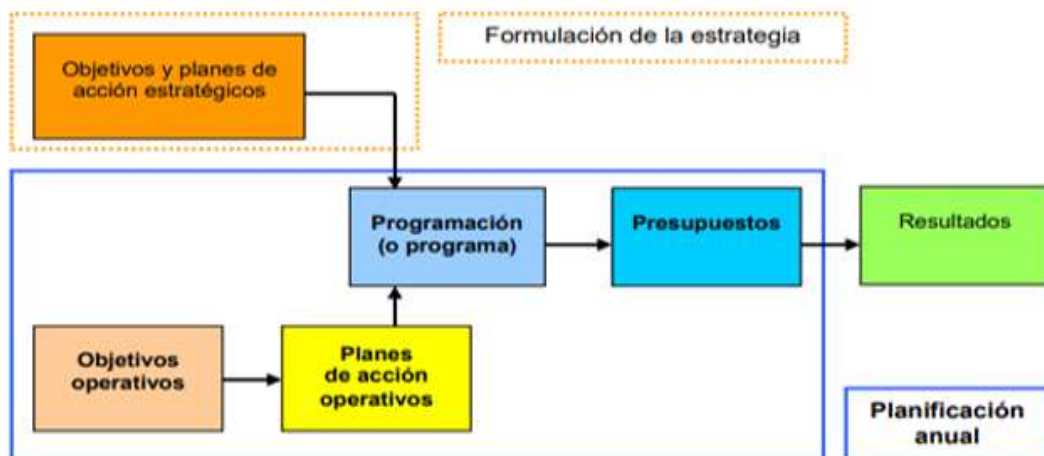 Formulación de la estrategia
Objetivos y planes de
acción estratégicos
Programación
(o programa)
Presupuestos
Resultados
Objetivos
operativos
Planes
de acción
operativos
Planificación
anual